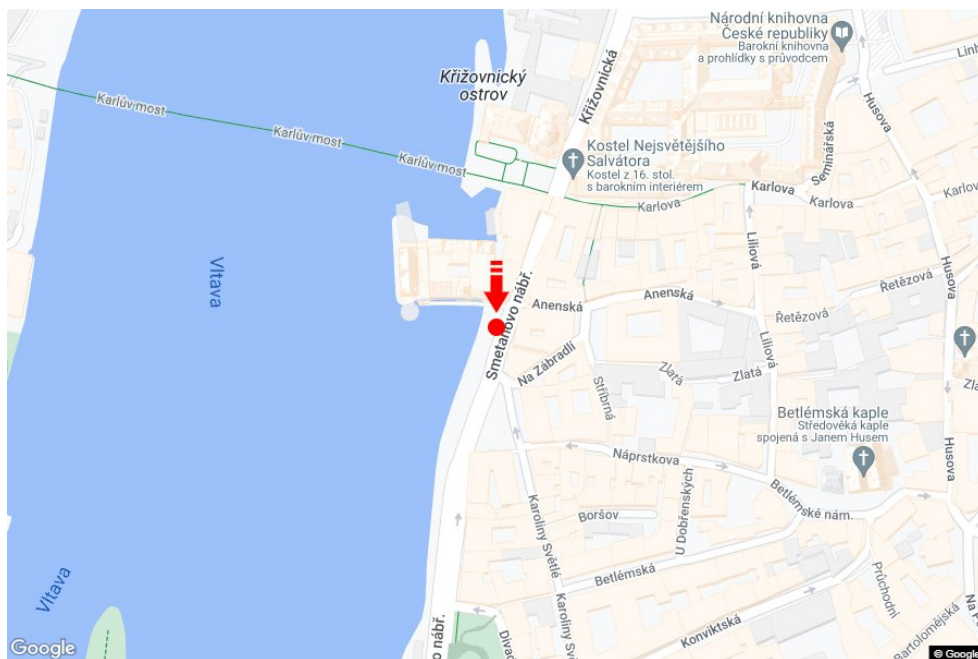 Národní knihovna
České republiky
Barokní knihovna
a prohlídky s průvodcem
Křižovnický
ostrov
Křižovnická
Husova
Karlův most
Karlův most
Karlův most
Kostel Nejsvětějšího
Salvátora
Kostel z 16. stol.
s barokním interiérem
Seminářská
Karlova
Karlova
Karlova
Liliová
Husova
Vltava
Řetězová
Anenská
Anenská
Řetězová
Smetanovo nábř.
Liliová
Na Zábradlí
Zlatá
Zlatá
Stříbrná
Betlémská kaple
Středověká kaple
spojená s Janem Husem
Husova
Náprstkova
U Dobřenských
Betlémské nám.
Karoliny Světlé
Boršov
Betlémská
Vltava
Průchodní
Karoliny Světlé
Smetanovo nábř.
Konviktská
Bartolomějská
Google
© Google